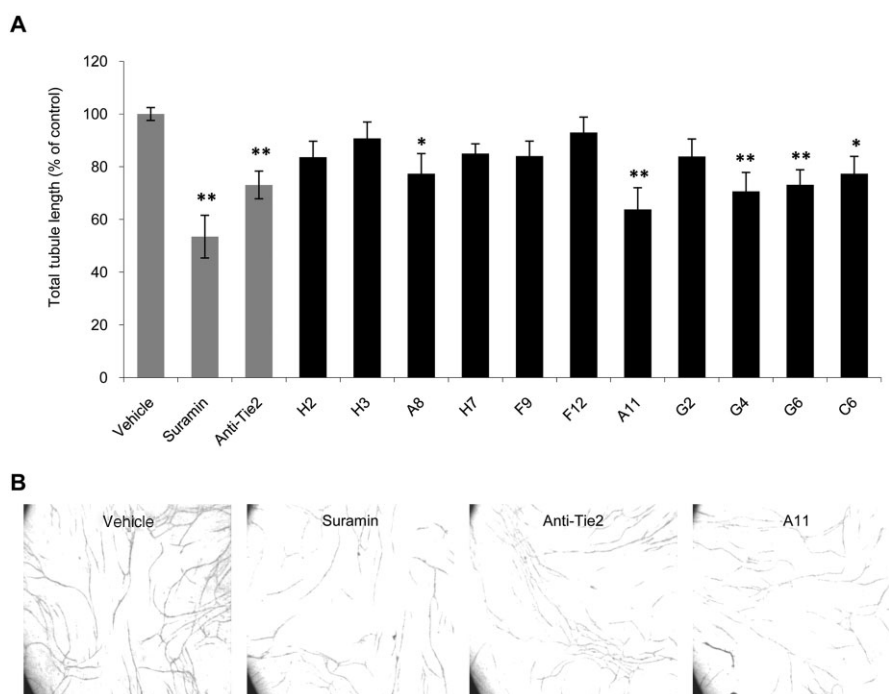 A
Total tubule length (% of control)
120
100
80
60
40
20
0
**
**
*
**
**
**
*
Vehicle
Suramin
Anti-Tie2
H2
H3
A8
H7
F9
F12
A11
G2
G4
G6
C6
B
Vehicle
Suramin
Anti-Tie2
A11